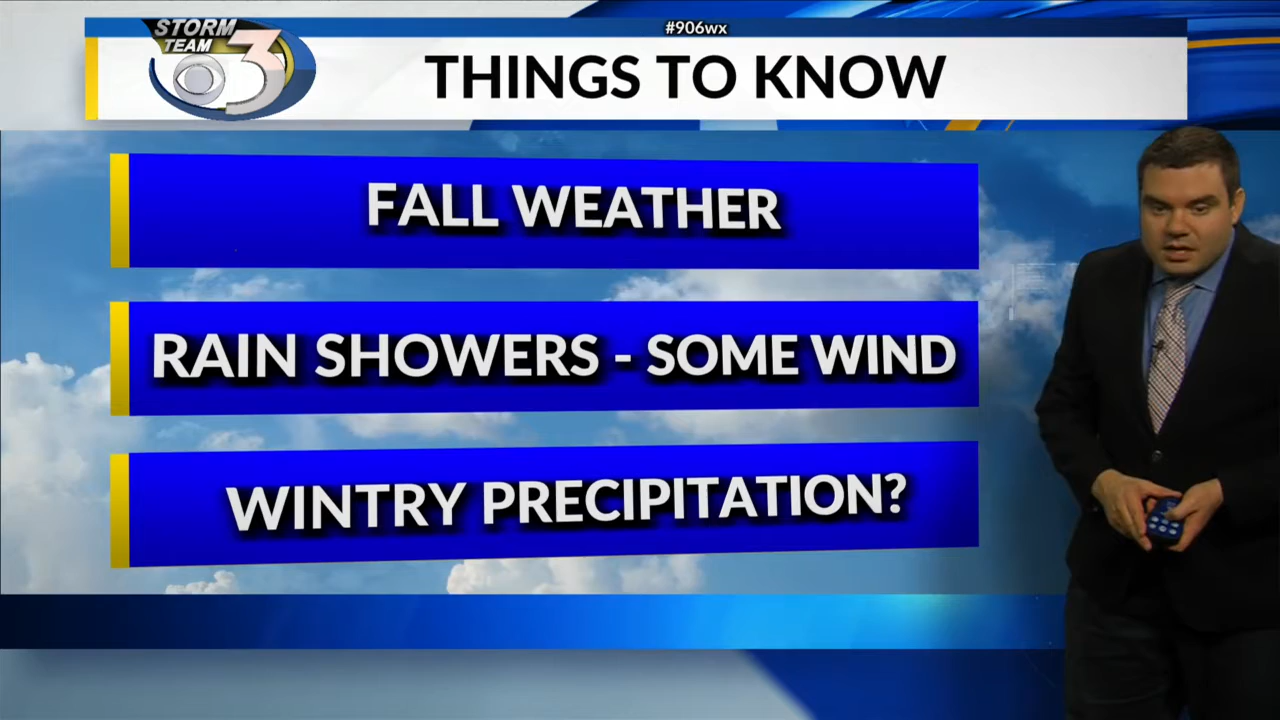 #906wx
STORM
TEAM
3
THINGS TO KNOW
FALL WEATHER
RAIN SHOWERS - SOME WIND
WINTRY PRECIPITATION?